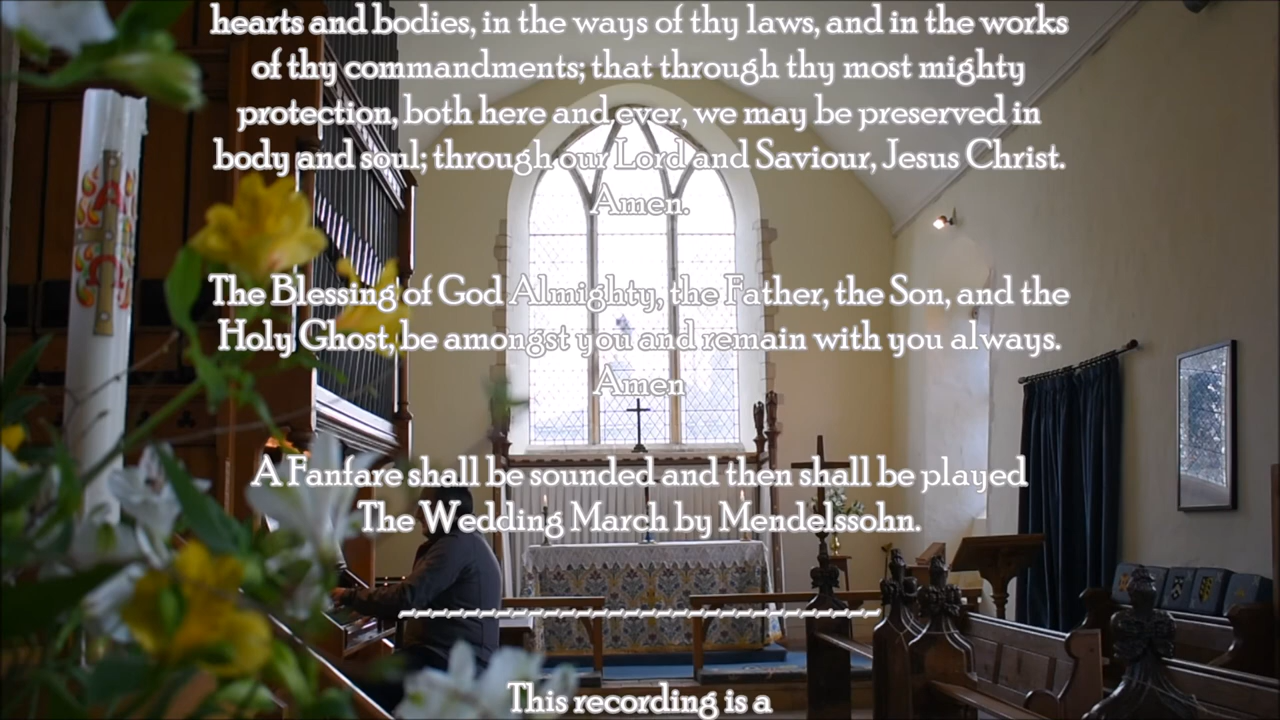 hearts and bodies, in the ways of thy laws, and in the works
of thy commandments; that through thy most mighty
protection, both here and ever, we may be preserved in
body and soul; through our Lord and Saviour, Jesus Christ.
Amen.
The Blessing of God Almighty, the Father, the Son, and the
Holy Ghost, be amongst you and remain with you always.
Amen
A Fanfare shall be sounded and then shall be played
The Wedding March by Mendelssohn.
~~~~~~~~~~~~~~~~~~~~
This recording is a